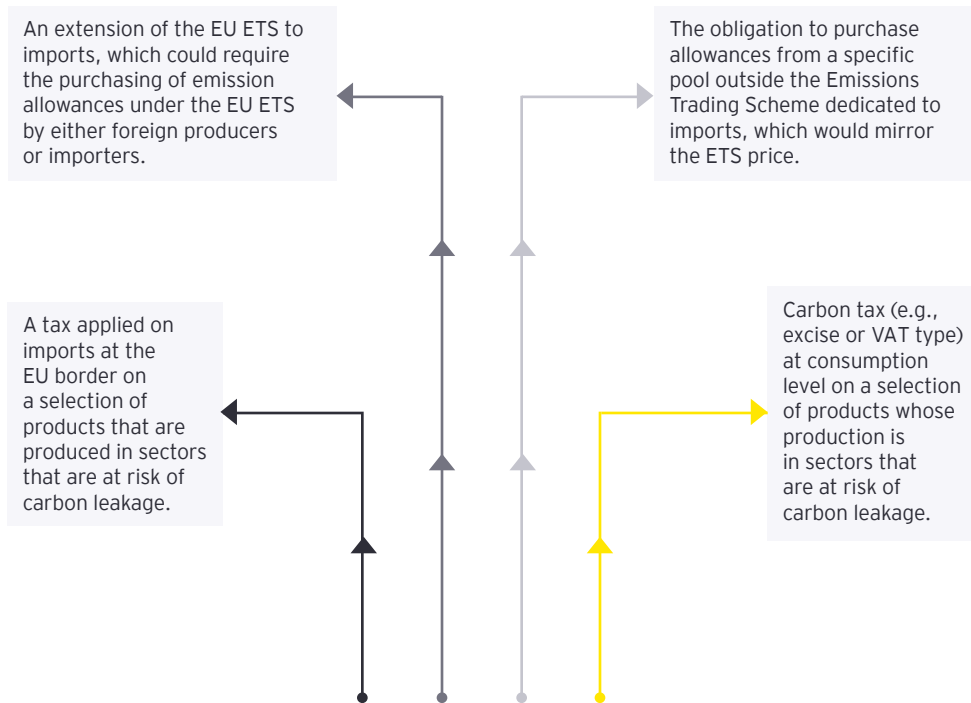 An extension of the EU ETS to
imports, which could require
the purchasing of emission
allowances under the EU ETS
by either foreign producers
or importers.
The obligation to purchase
allowances from a specific
pool outside the Emissions
Trading Scheme dedicated to
imports, which would mirror
the ETS price.
A tax applied on
imports at the
EU border on
a selection of
products that are
produced in sectors
that are at risk of
carbon leakage.
Carbon tax (e.g.,
excise or VAT type)
at consumption
level on a selection
of products whose
production is
in sectors that
are at risk of
carbon leakage.